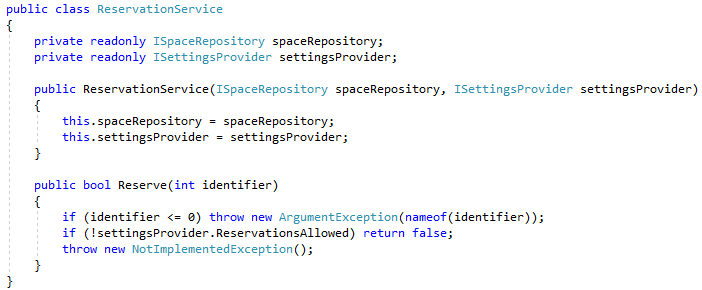 public class ReservationService
{
    private readonly ISpaceRepository spaceRepository;
    private readonly ISettingsProvider settingsProvider;

    public ReservationService(ISpaceRepository spaceRepository, ISettingsProvider settingsProvider)
    {
        this.spaceRepository = spaceRepository;
        this.settingsProvider = settingsProvider;
    }

    public bool Reserve(int identifier)
    {
        if (identifier <= 0) throw new ArgumentException(nameof(identifier));
        if (!settingsProvider.ReservationsAllowed) return false;
        throw new NotImplementedException();
    }
}